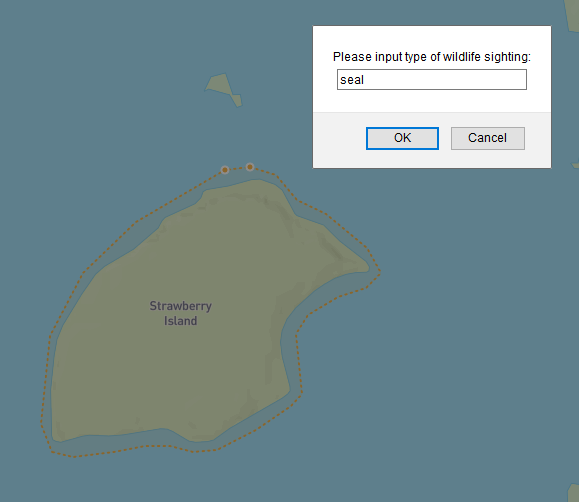 Please input type of wildlife sighting:
seal
OK Cancel
Strawberry
Island